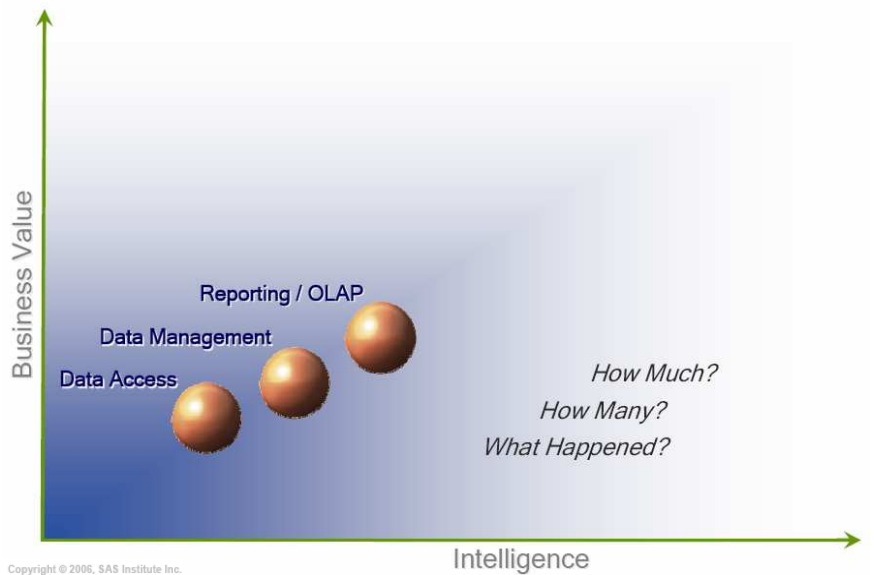 Business Value
Reporting / OLAP
Data Management
Data Access
How Much?
How Many?
What Happened?
Intelligence
Copyright © 2006, SAS Institute Inc.